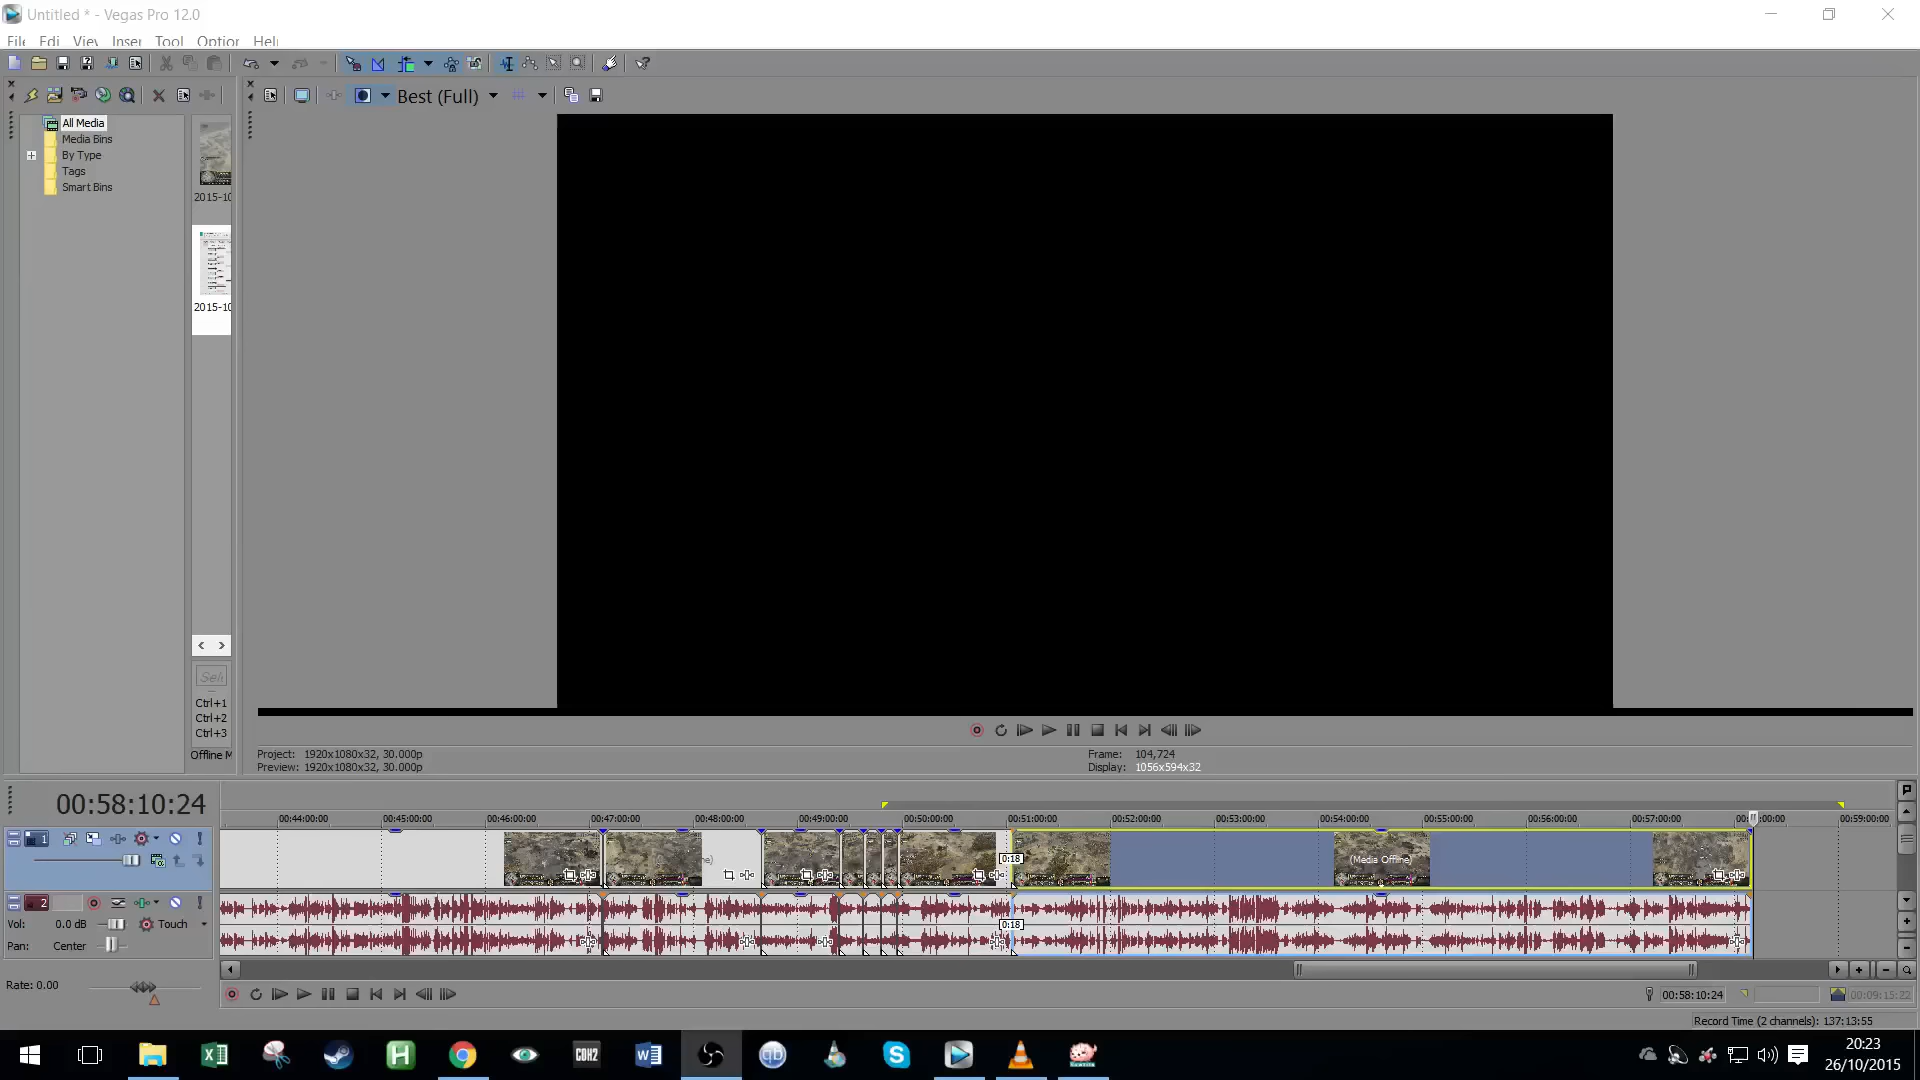 Untitled * - Vegas Pro 12.0
File Edi View Inser Tool Option Hel
Best (Full)
All Media
Media Bins
By Type
Tags
Smart Bins
2015-10
2015-10
Ctrl+1
Ctrl+2
Ctrl+3
Offline M
Project: 1920x1080x32, 30.000p
Preview: 1920x1080x32, 30.000p
Frame: 104,724
Display: 1056x594x32
00:58:10:24
00:44:00:00 00:45:00:00 00:46:00:00 00:47:00:00 00:48:00:00 00:49:00:00 00:50:00:00 00:51:00:00 00:52:00:00 00:53:00:00 00:54:00:00 00:55:00:00 00:56:00:00 00:57:00:00 00:00:00 00:59:00:00
1
0:18
(Media Offline)
2
Vol: 0.0 dB Touch
0:18
Pan: Center
Rate: 0.00
00:58:10:24
00:09:15:22
Record Time (2 channels): 137:13:55
CDH2
qb
20:23
26/10/2015